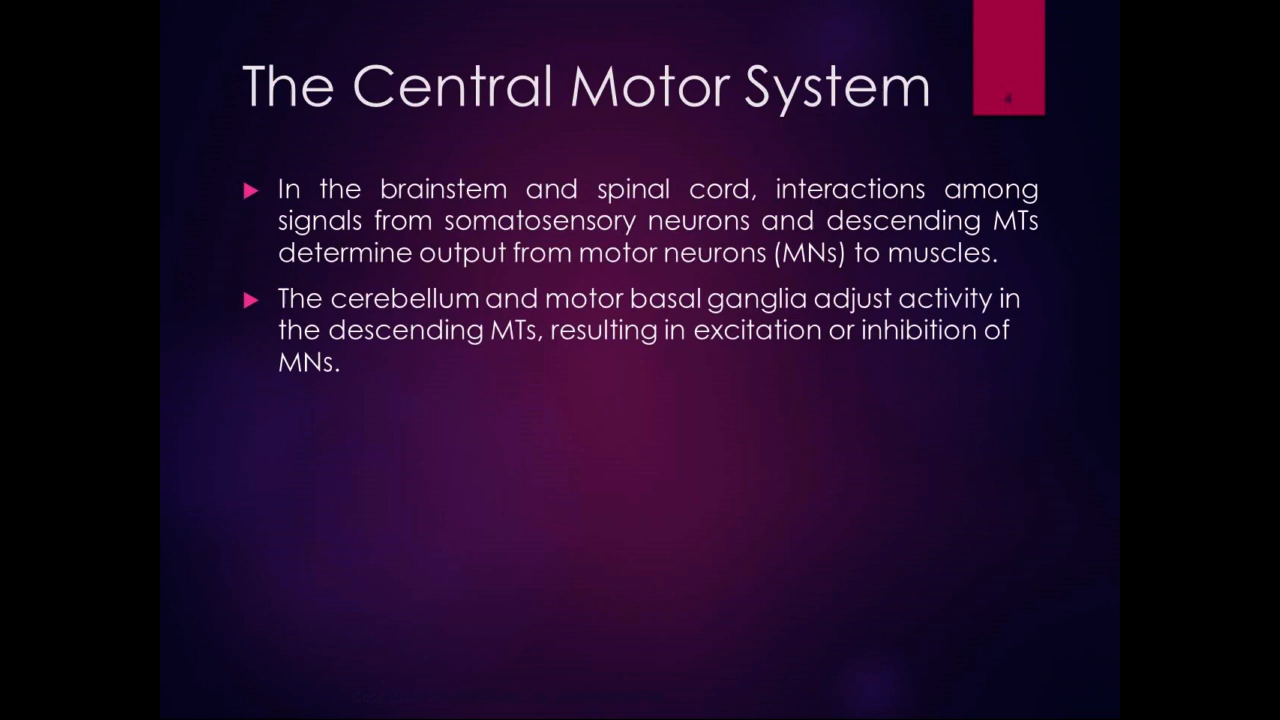 The Central Motor System
4
In the brainstem and spinal cord, interactions among
signals from somatosensory neurons and descending MTs
determine output from motor neurons (MNs) to muscles.
The cerebellum and motor basal ganglia adjust activity in
the descending MTs, resulting in excitation or inhibition of
MNs.